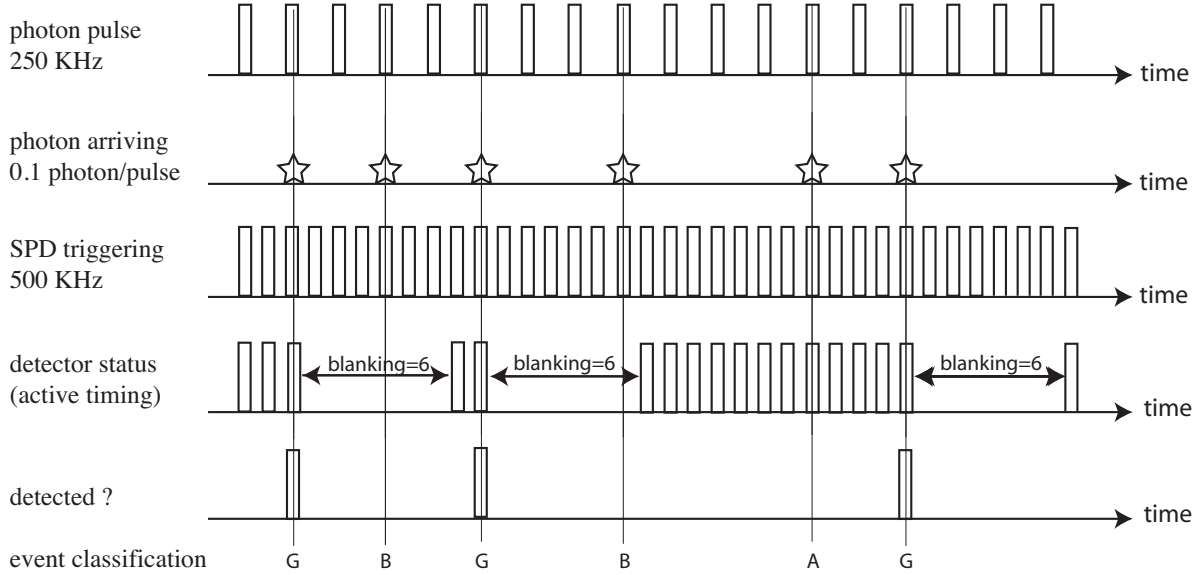 photon pulse
250 KHz
time
photon arriving
0.1 photon/pulse
time
SPD triggering
500 KHz
time
detector status
(active timing)
blanking=6
blanking=6
blanking=6
time
detected ?
time
event classification
G B G B A G